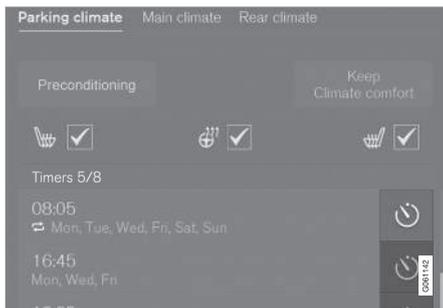 Parking climate Main climate Rear climate
Preconditioning
Keep
Climate comfort
Timers 5/8
08:05
Mon, Tue, Wed, Fri, Sat, Sun
16:45
Mon, Wed, Fri
G061142